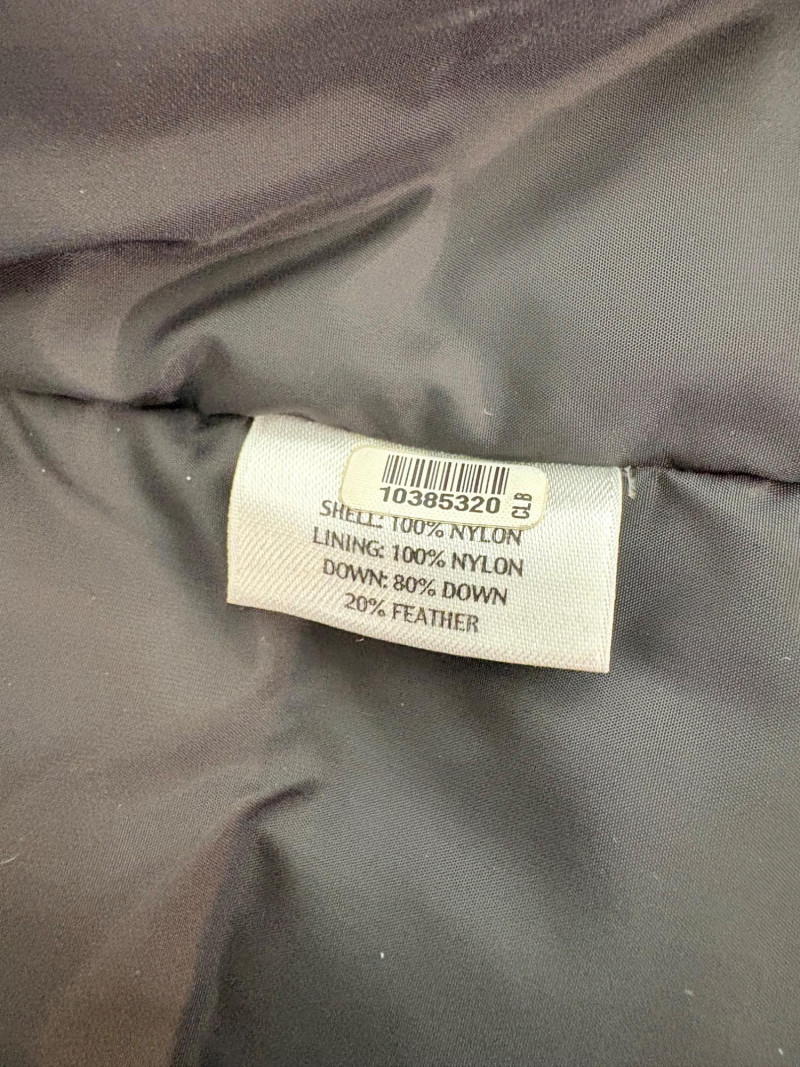 10385320 CLB
SHELL: 100% NYLON
LINING: 100% NYLON
DOWN: 80% DOWN
20% FEATHER